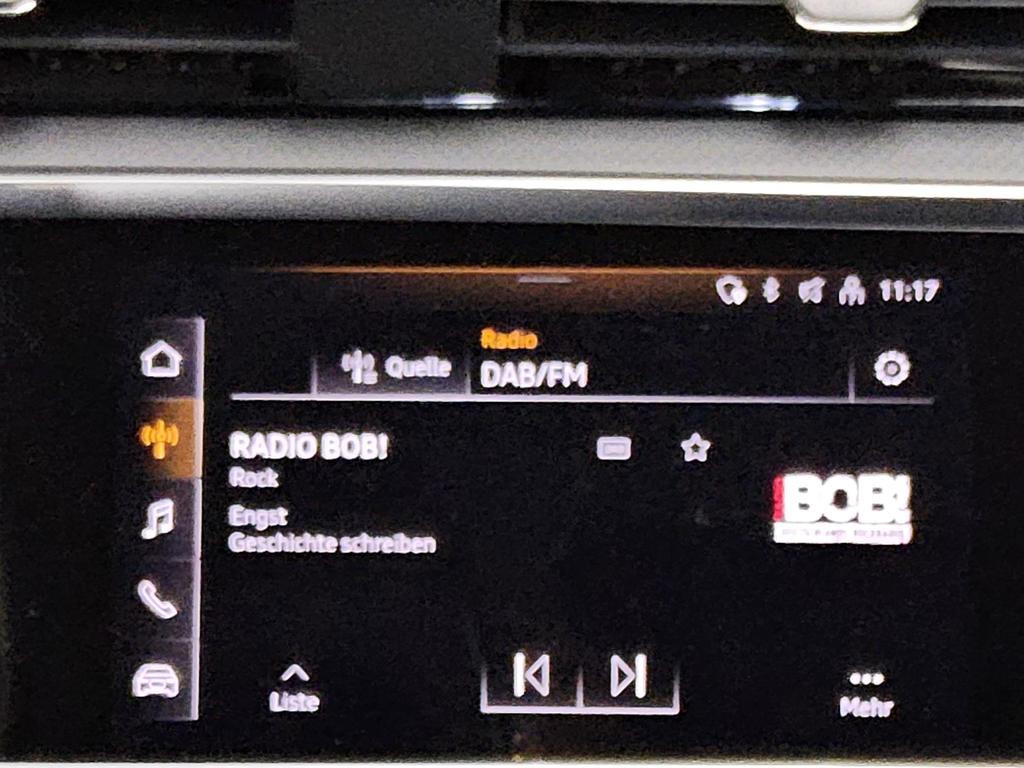 11:17
Quelle
Radio
DAB/FM
RADIO BOB!
Rock
Engst
Geschichte schreiben
!BOB!
Liste
Mehr